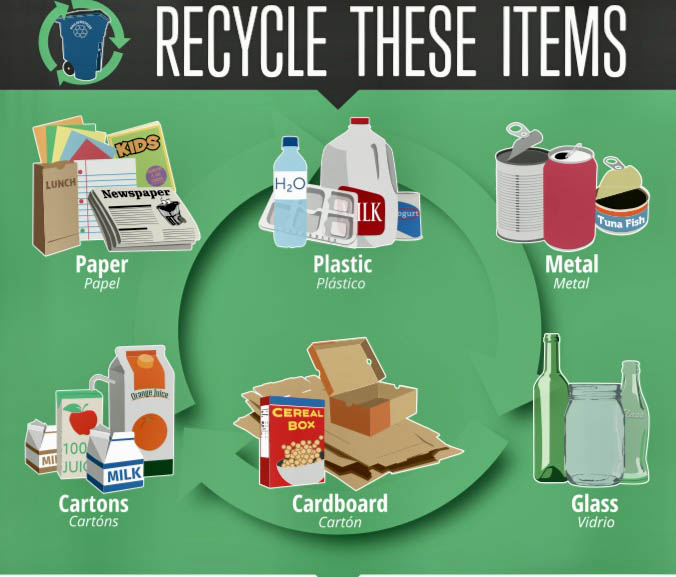 RECYCLE THESE ITEMS
KIDS
LUNCH
Newspaper
H₂O
ILK
ogurt
Tuna Fish
Paper
Papel
Plastic
Plástico
Metal
Metal
Orange Juice
100
JUIC
MI
MILK
CEREAL
BOX
Cartons
Cartóns
Cardboard
Cartón
Glass
Vidrio